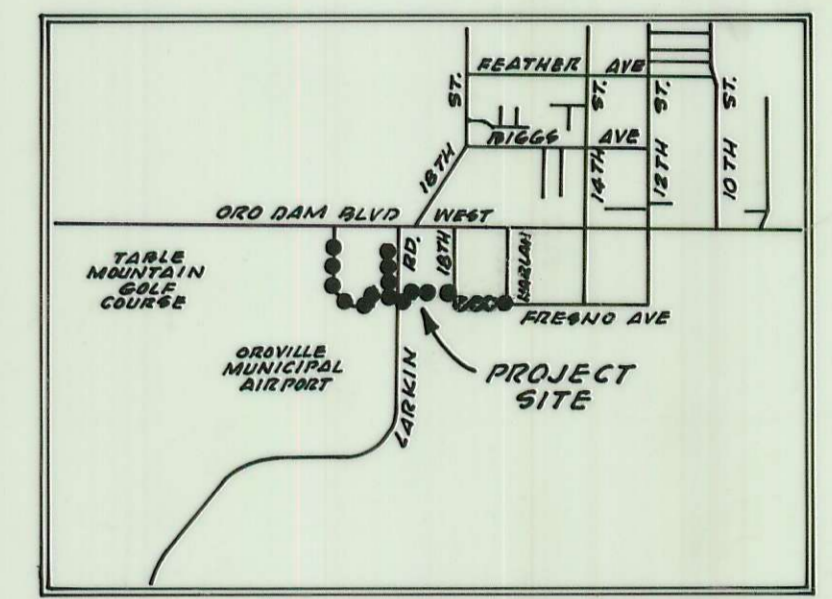 FEATHER AVE
ST.
ST.
ST.
ST.
BIGGS AVE
18TH
14TH
12TH
10TH
ORO DAM BLVD WEST
TABLE
MOUNTAIN
GOLF
COURSE
RD.
18TH
HARLAN
FRESNO AVE
OROVILLE
MUNICIPAL
AIRPORT
LARKIN
PROJECT
SITE